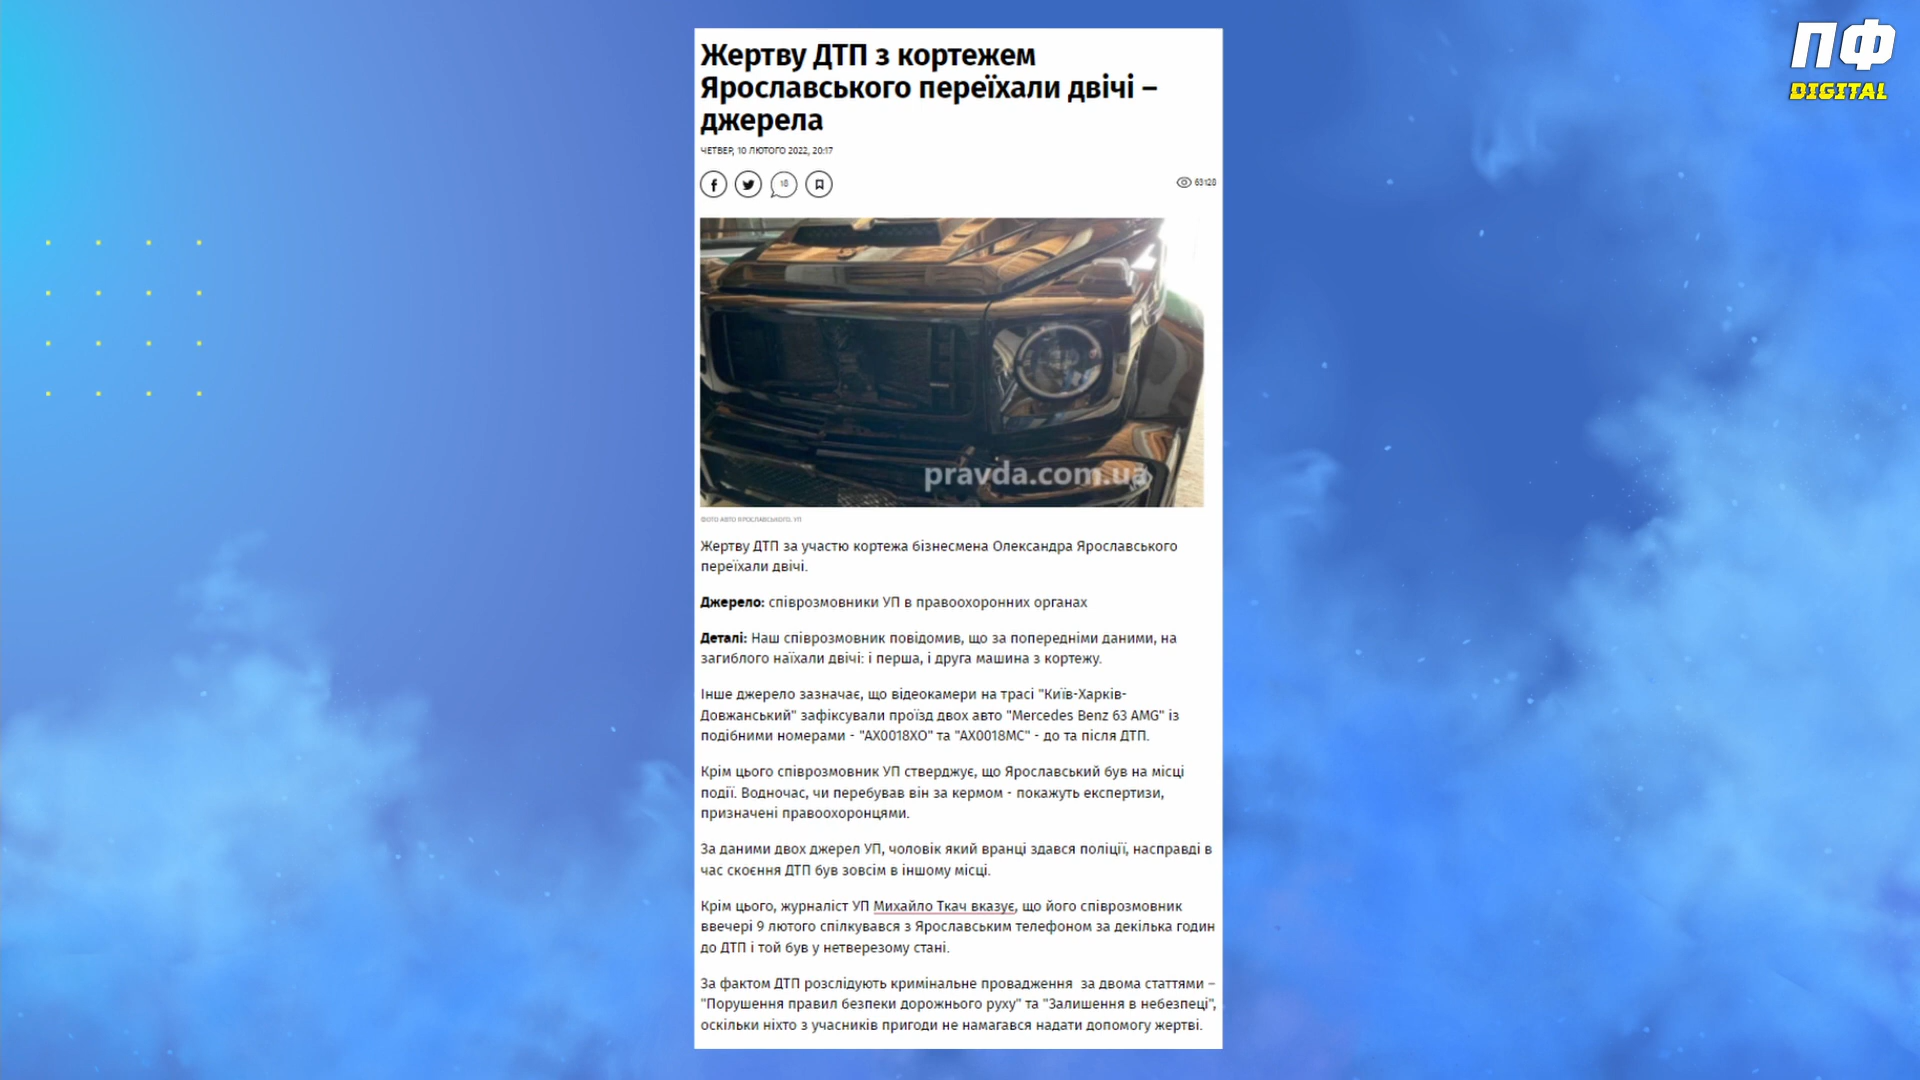 ПФ
DIGITAL
Жертву ДТП з кортежем
Ярославського переїхали двічі –
джерела
ЧЕТВЕР, 10 ЛЮТОГО 2022, 20:17
18
63128
pravda.com.ua
ФОТО АВТО ЯРОСЛАВСЬКОГО, УП
Жертву ДТП за участю кортежа бізнесмена Олександра Ярославського
переїхали двічі.
Джерело: співрозмовники УП в правоохоронних органах
Деталі: Наш співрозмовник повідомив, що за попередніми даними, на
загиблого наїхали двічі: і перша, і друга машина з кортежу.
Інше джерело зазначає, що відеокамери на трасі "Київ-Харків-
Довжанський" зафіксували проїзд двох авто "Mercedes Benz 63 AMG" із
подібними номерами - "АХ0018ХО" та "АХ0018МС" - до та після ДТП.
Крім цього співрозмовник УП стверджує, що Ярославський був на місці
події. Водночас, чи перебував він за кермом - покажуть експертизи,
призначені правоохоронцями.
За даними двох джерел УП, чоловік який вранці здався поліції, насправді в
час скоєння ДТП був зовсім в іншому місці.
Крім цього, журналіст УП Михайло Ткач вказує, що його співрозмовник
ввечері 9 лютого спілкувався з Ярославським телефоном за декілька годин
до ДТП і той був у нетверезому стані.
За фактом ДТП розслідують кримінальне провадження за двома статтями –
"Порушення правил безпеки дорожнього руху" та "Залишення в небезпеці",
оскільки ніхто з учасників пригоди не намагався надати допомогу жертві.